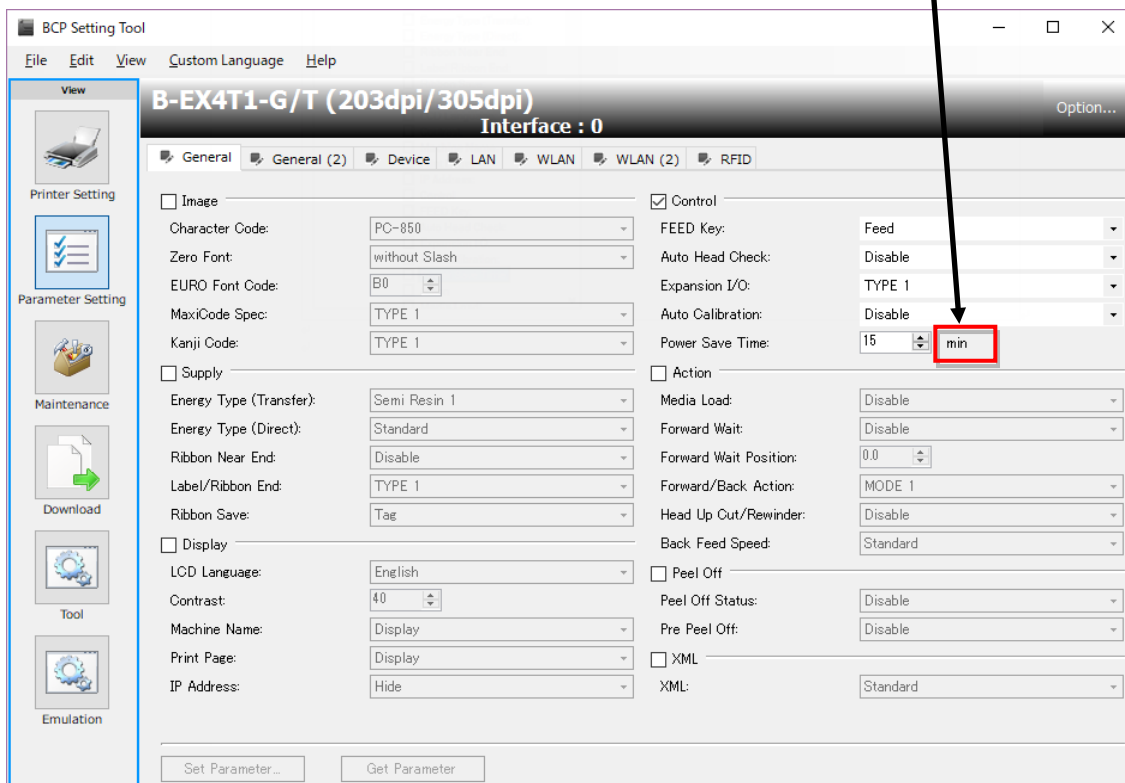 BCP Setting Tool
File Edit View Custom Language Help
View
Printer Setting
Parameter Setting
Maintenance
Download
Tool
Emulation
B-EX4T1-G/T (203dpi/305dpi)
Interface : 0
Option...
General General (2) Device LAN WLAN WLAN (2) RFID
Image
Character Code: PC-850
Zero Font: without Slash
EURO Font Code: B0
MaxiCode Spec: TYPE 1
Kanji Code: TYPE 1
Supply
Energy Type (Transfer): Semi Resin 1
Energy Type (Direct): Standard
Ribbon Near End: Disable
Label/Ribbon End: TYPE 1
Ribbon Save: Tag
Display
LCD Language: English
Contrast: 40
Machine Name: Display
Print Page: Display
IP Address: Hide
Control
FEED Key: Feed
Auto Head Check: Disable
Expansion I/O: TYPE 1
Auto Calibration: Disable
Power Save Time: 15 min
Action
Media Load: Disable
Forward Wait: Disable
Forward Wait Position: 0.0
Forward/Back Action: MODE 1
Head Up Cut/Rewinder: Disable
Back Feed Speed: Standard
Peel Off
Peel Off Status: Disable
Pre Peel Off: Disable
XML
XML: Standard
Set Parameter... Get Parameter